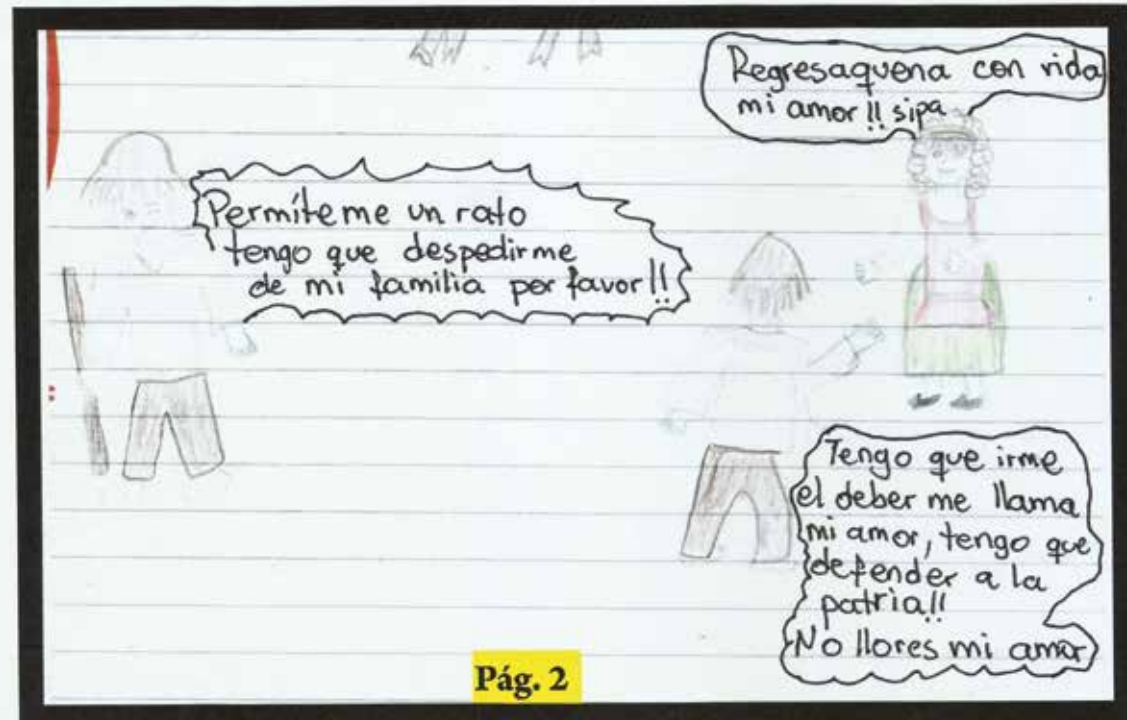 Regresaquena con vida
mi amor!! sipa
Permíteme un rato
tengo que despedirme
de mi familia por favor!!
Tengo que irme
el deber me llama
mi amor, tengo que
defender a la
patria!!
No llores mi amor
Pág. 2